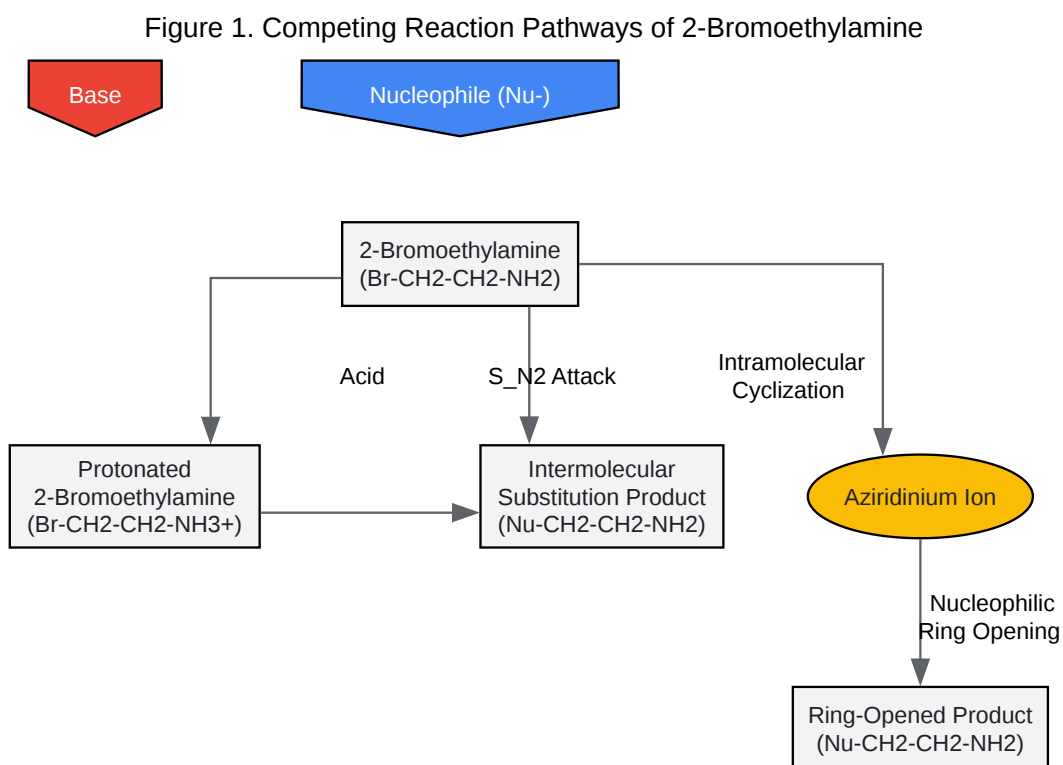 Figure 1. Competing Reaction Pathways of 2-Bromoethylamine
Base
Nucleophile (Nu-)
2-Bromoethylamine
(Br-CH2-CH2-NH2)
Acid
S_N2 Attack
Intramolecular
Cyclization
Protonated
2-Bromoethylamine
(Br-CH2-CH2-NH3+)
Intermolecular
Substitution Product
(Nu-CH2-CH2-NH2)
Aziridinium Ion
Nucleophilic
Ring Opening
Ring-Opened Product
(Nu-CH2-CH2-NH2)